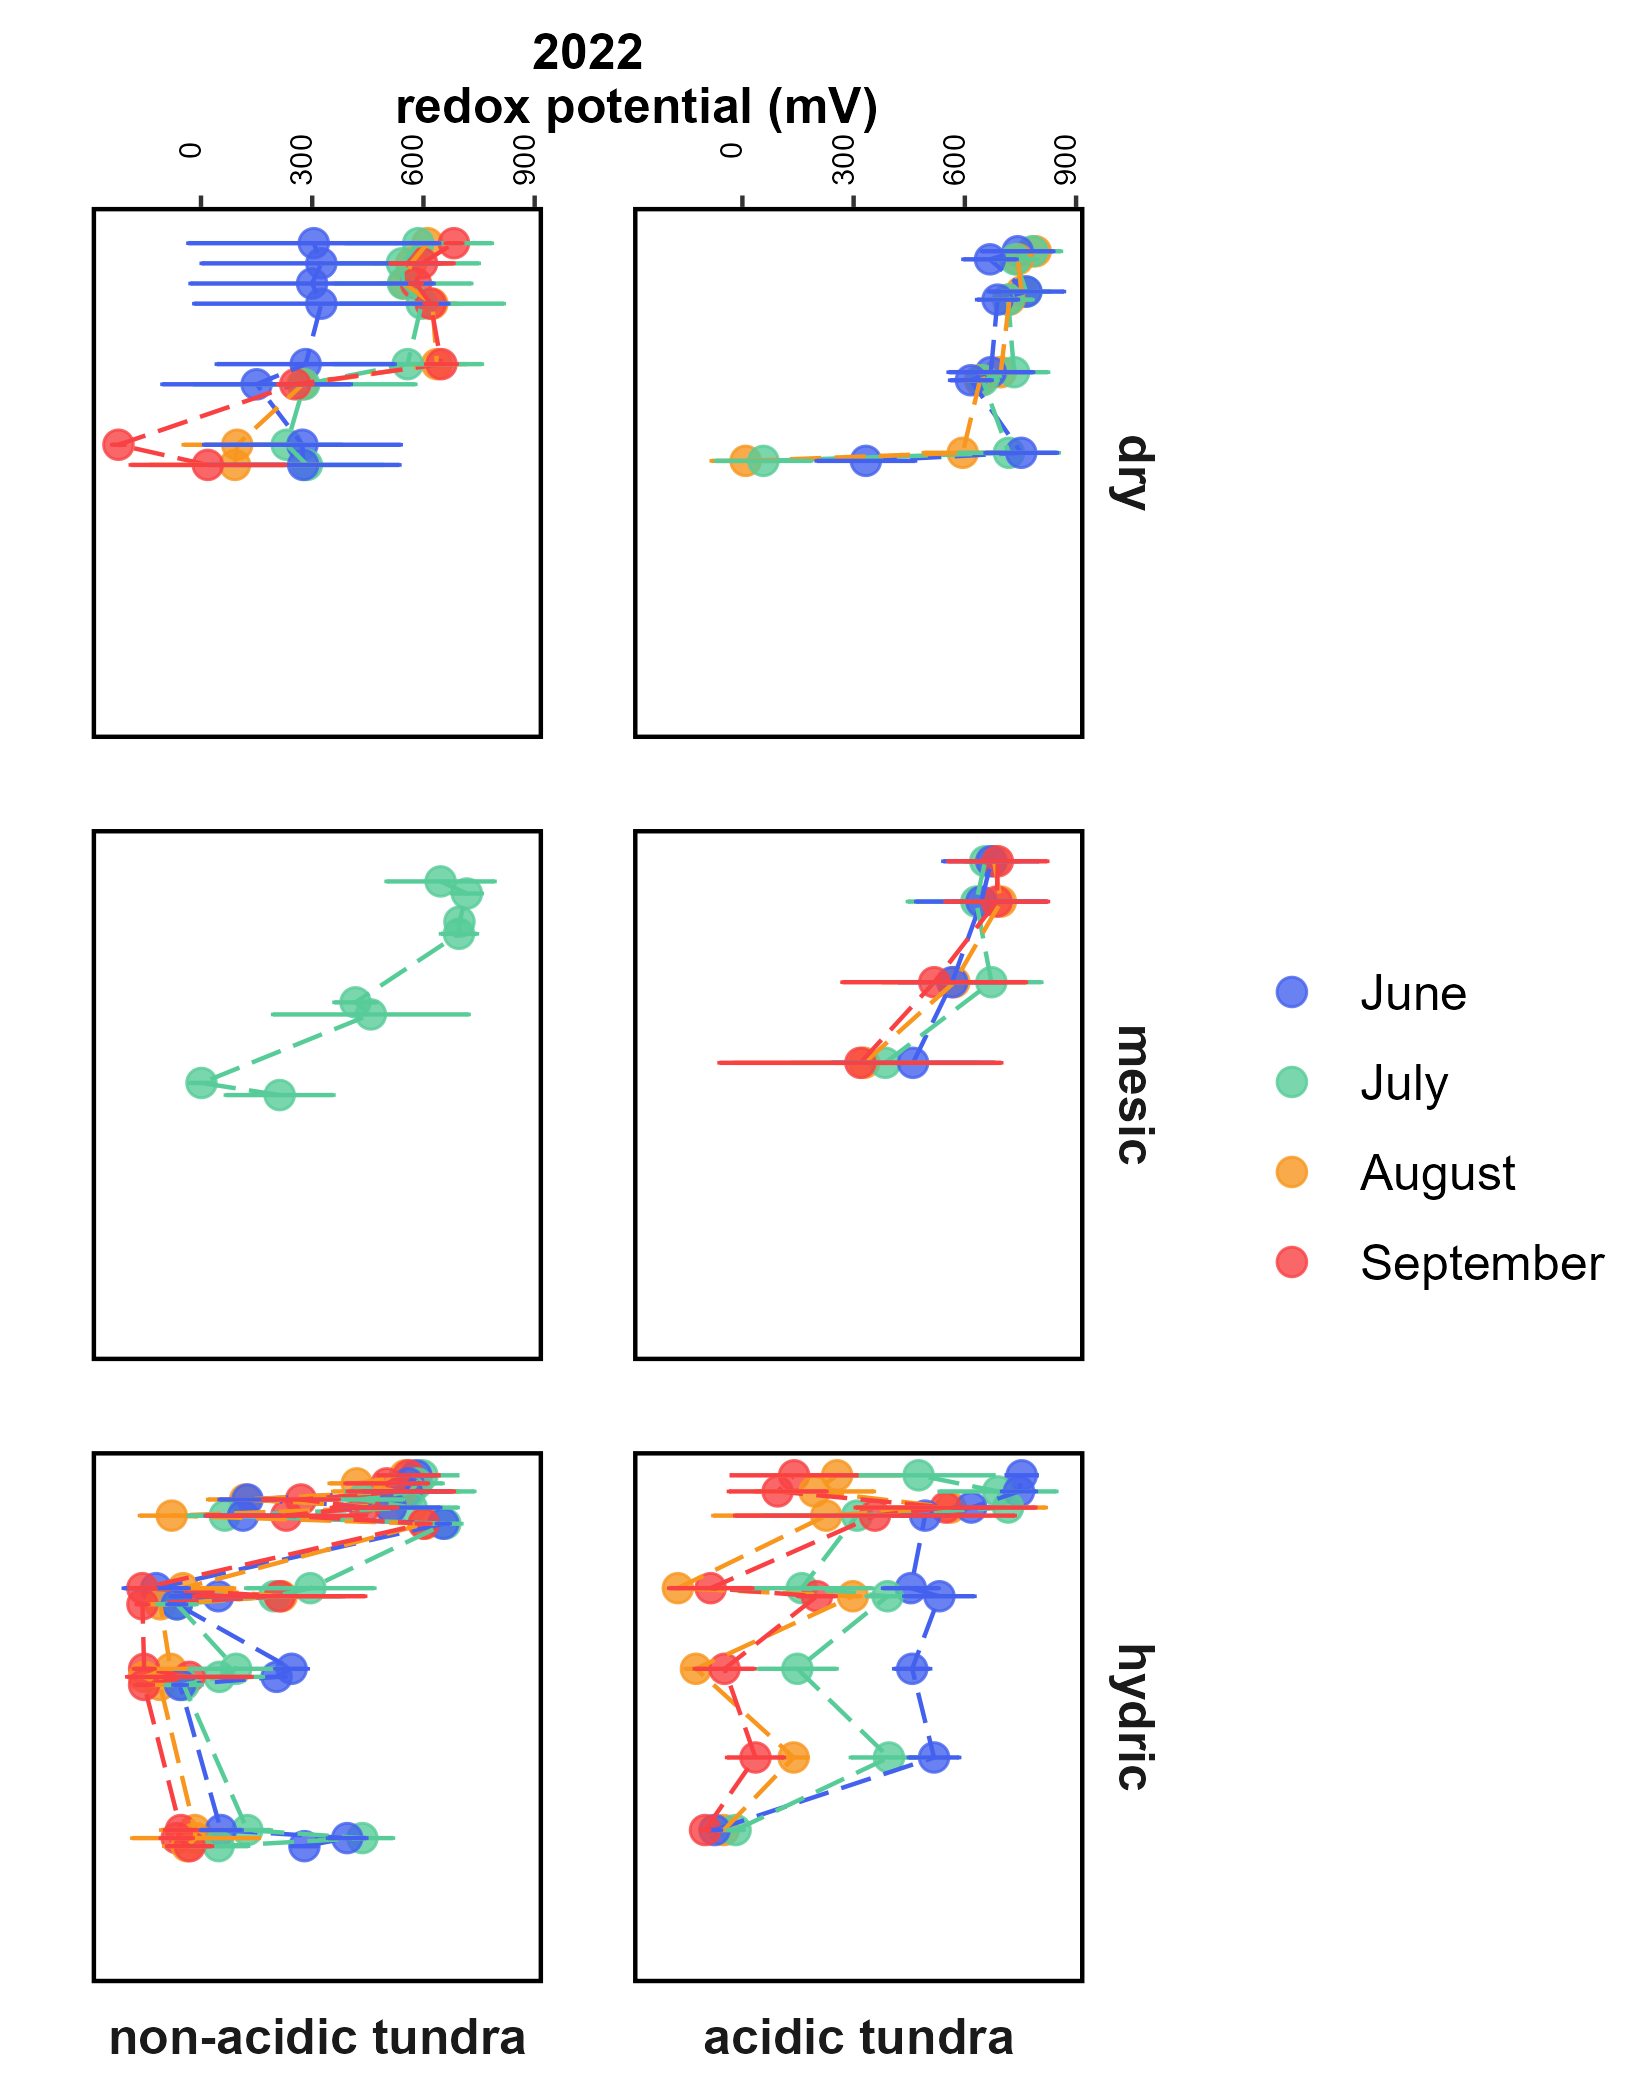 2022
redox potential (mV)
0 300 600 900
0 300 600 900
dry
mesic
hydric
June
July
August
September
non-acidic tundra
acidic tundra